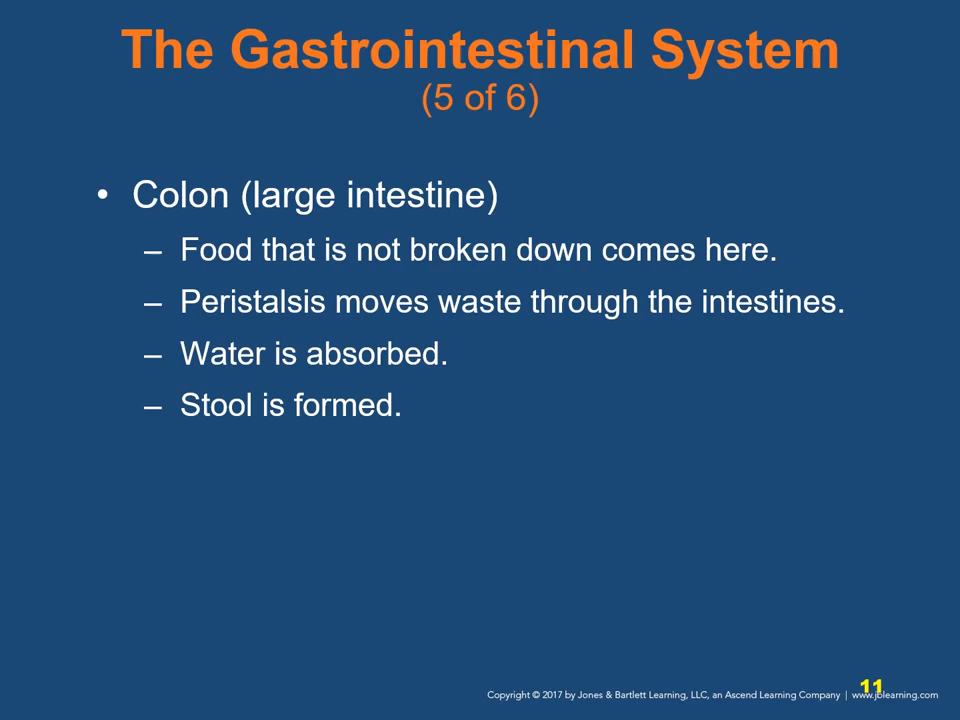 The Gastrointestinal System
(5 of 6)
• Colon (large intestine)
– Food that is not broken down comes here.
– Peristalsis moves waste through the intestines.
– Water is absorbed.
– Stool is formed.
11
Copyright © 2017 by Jones & Bartlett Learning, LLC, an Ascend Learning Company | www.jblearning.com